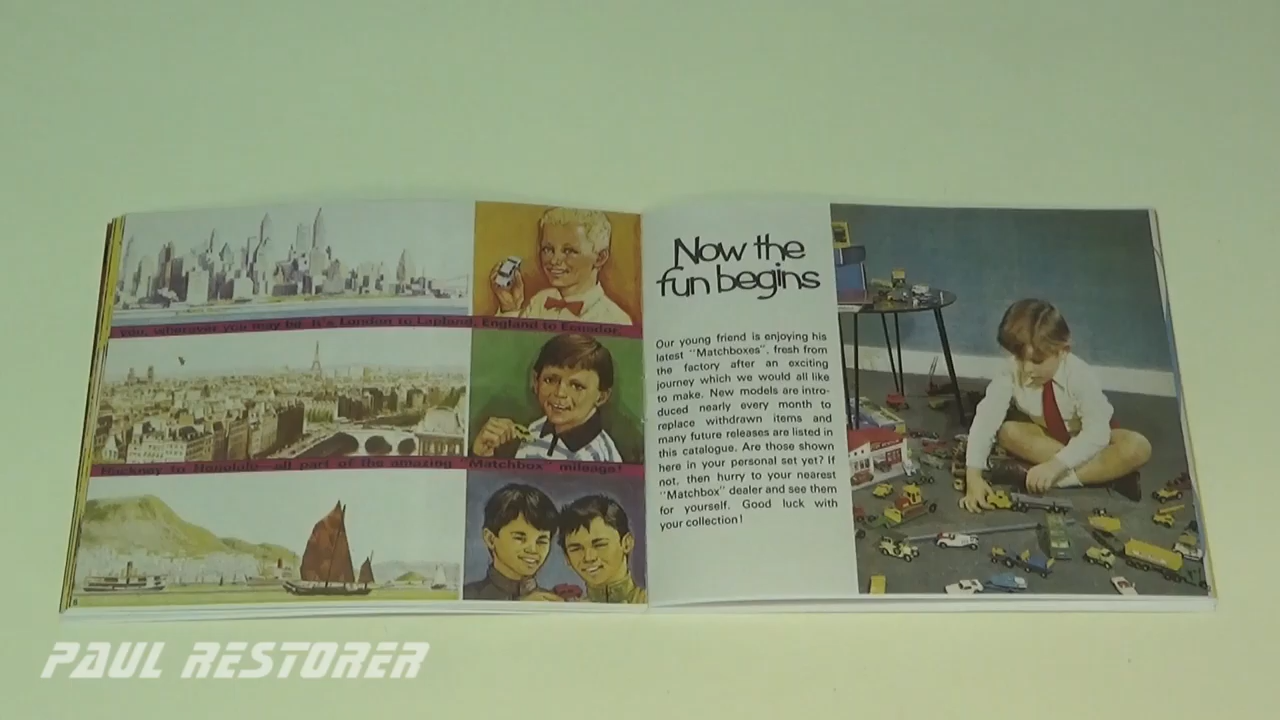 you, wherever you may be. It's London to Lapland, England to Ecuador,
Hackney to Honolulu—all part of the amazing "Matchbox" mileage!
8
Now the
fun begins
Our young friend is enjoying his
latest "Matchboxes", fresh from
the factory after an exciting
journey which we would all like
to make. New models are intro-
duced nearly every month to
replace withdrawn items and
many future releases are listed in
this catalogue. Are those shown
here in your personal set yet? If
not, then hurry to your nearest
"Matchbox" dealer and see them
for yourself. Good luck with
your collection!
PAUL RESTORER